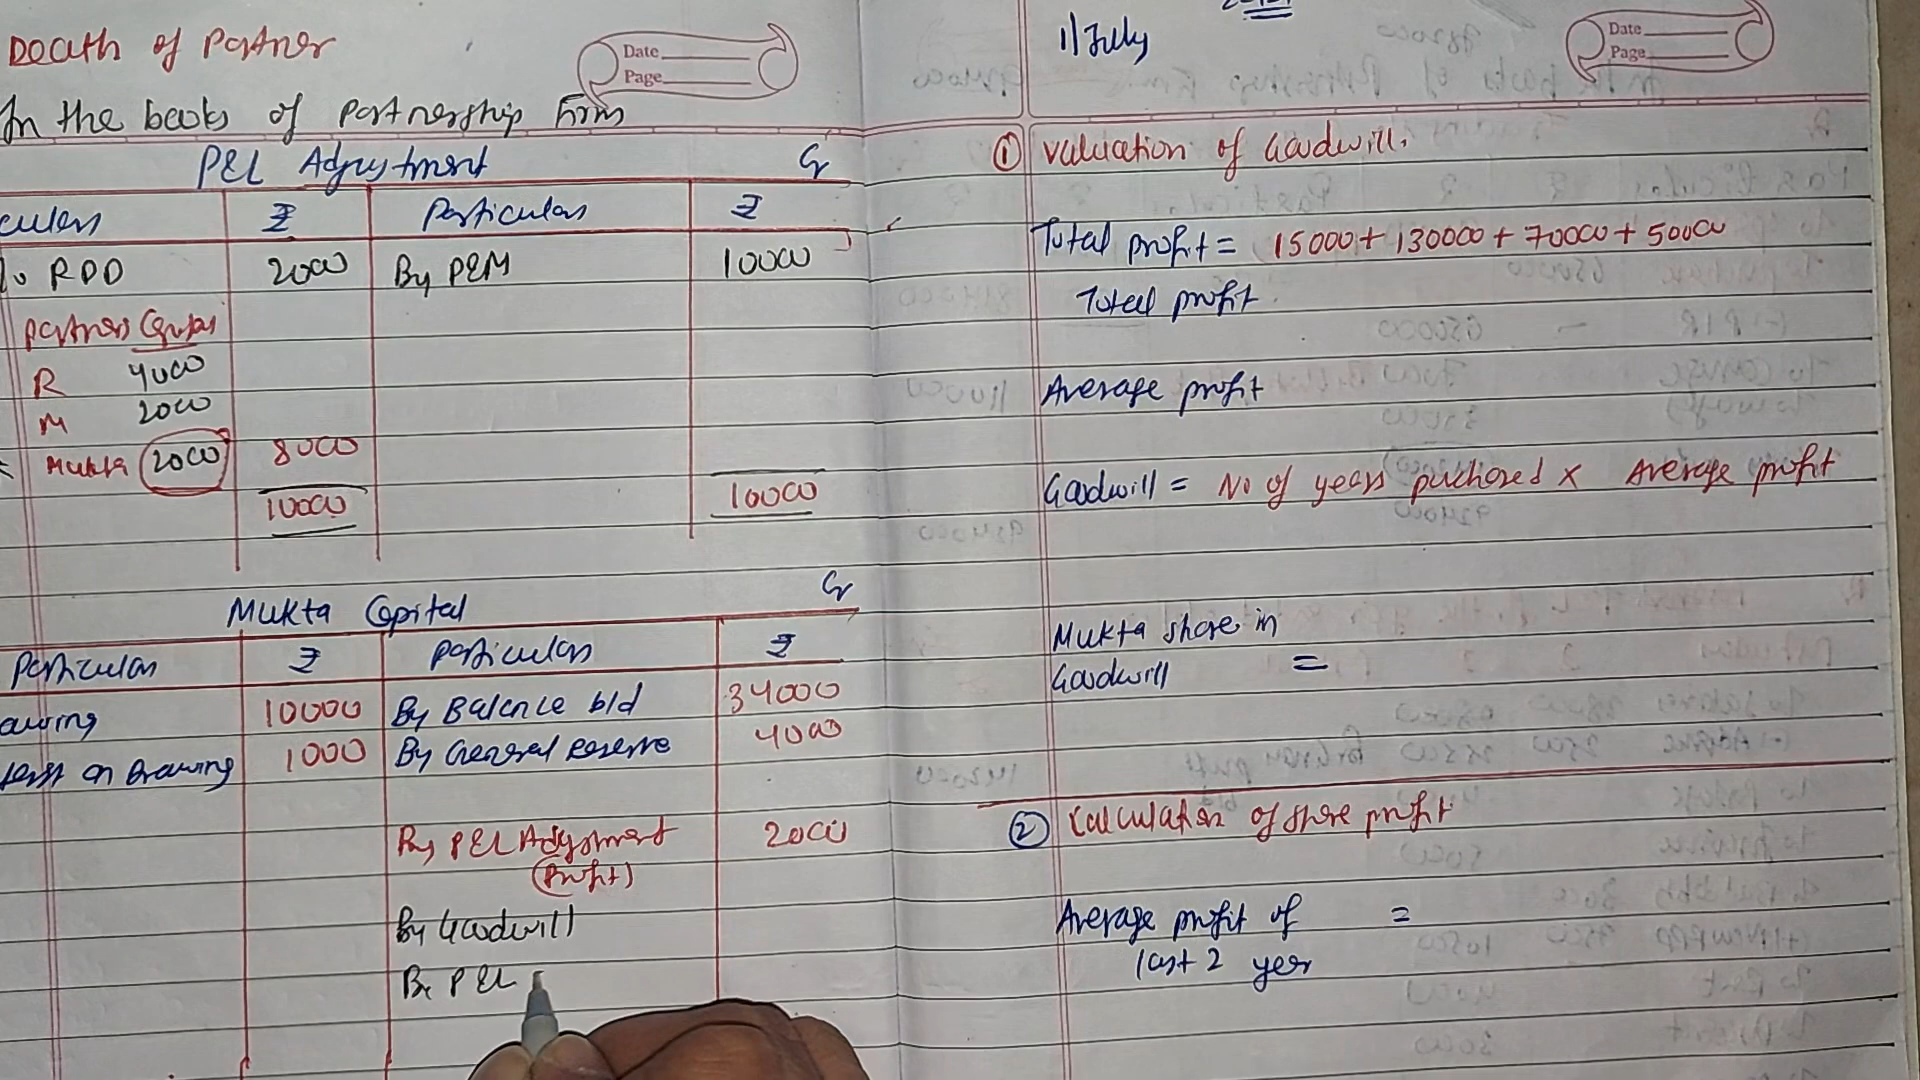 Death of Partner
Date
Page
In the books of partnership Firm
P&L Adjustment
Cr
culars ₹ Particulars ₹
To RDD 2000 By P&M 10000
Partners
R 4000
M 2000
Mukta 2000 8000
10000 10000
Mukta Capital
Cr
Particulars ₹ Particulars ₹
awing 10000 By Balance b/d 34000
on Drawing 1000 By General Reserve 4000
By P&L Adjustment 2000
(Profit)
By Goodwill
By P&L
1/July
Date
Page
① Valuation of Goodwill.
Total profit = 15000 + 130000 + 70000 + 50000
Total profit
Average profit
Goodwill = No of years purchased × Average profit
Mukta share in
Goodwill =
② Calculation of share profit
Average profit of =
last 2 year